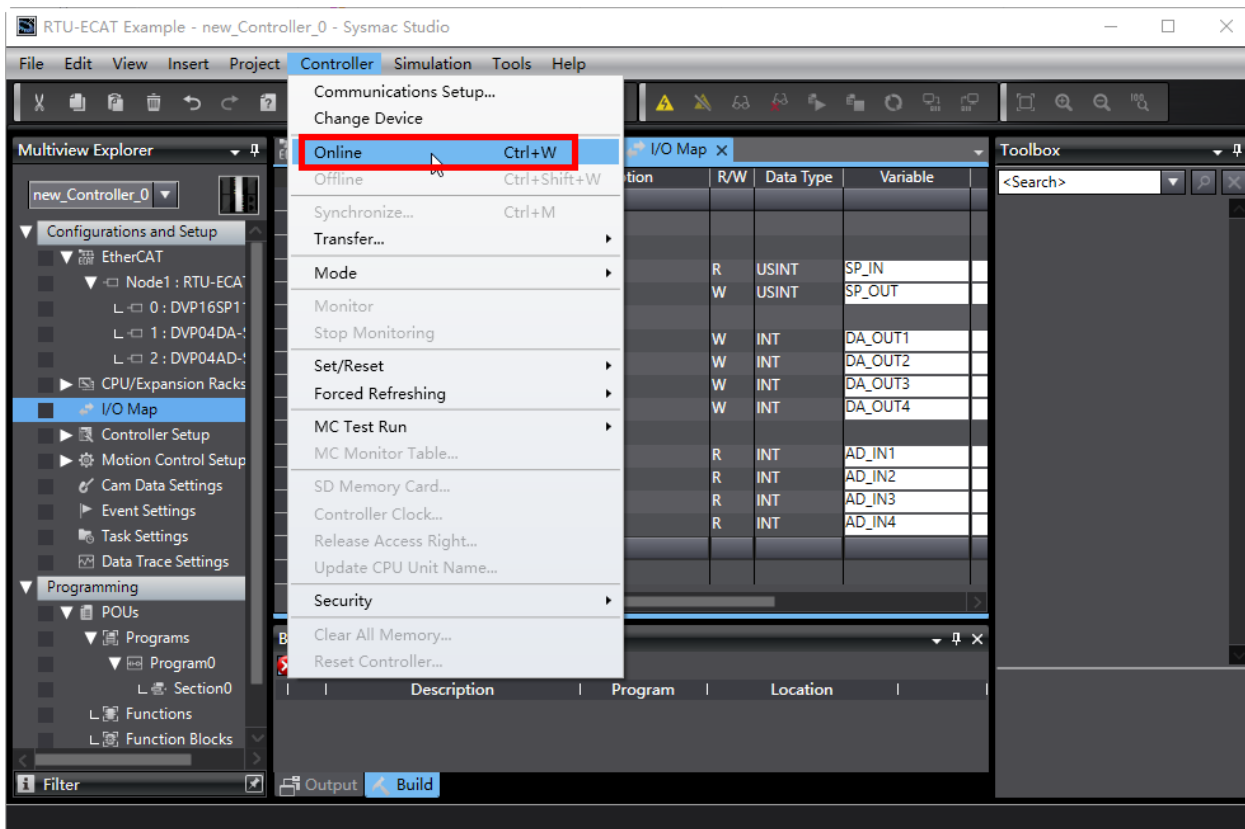 RTU-ECAT Example - new_Controller_0 - Sysmac Studio
File Edit View Insert Project Controller Simulation Tools Help
Multiview Explorer
new_Controller_0
Configurations and Setup
EtherCAT
Node1 : RTU-ECA
0 : DVP16SP1
1 : DVP04DA-
2 : DVP04AD-
CPU/Expansion Racks
I/O Map
Controller Setup
Motion Control Setup
Cam Data Settings
Event Settings
Task Settings
Data Trace Settings
Programming
POUs
Programs
Program0
Section0
Functions
Function Blocks
Filter
Communications Setup...
Change Device
Online Ctrl+W
Offline Ctrl+Shift+W
Synchronize... Ctrl+M
Transfer...
Mode
Monitor
Stop Monitoring
Set/Reset
Forced Refreshing
MC Test Run
MC Monitor Table...
SD Memory Card...
Controller Clock...
Release Access Right...
Update CPU Unit Name...
Security
Clear All Memory...
Reset Controller...
I/O Map
R/W Data Type Variable
R USINT SP_IN
W USINT SP_OUT
W INT DA_OUT1
W INT DA_OUT2
W INT DA_OUT3
W INT DA_OUT4
R INT AD_IN1
R INT AD_IN2
R INT AD_IN3
R INT AD_IN4
Description Program Location
Output Build
Toolbox
<Search>